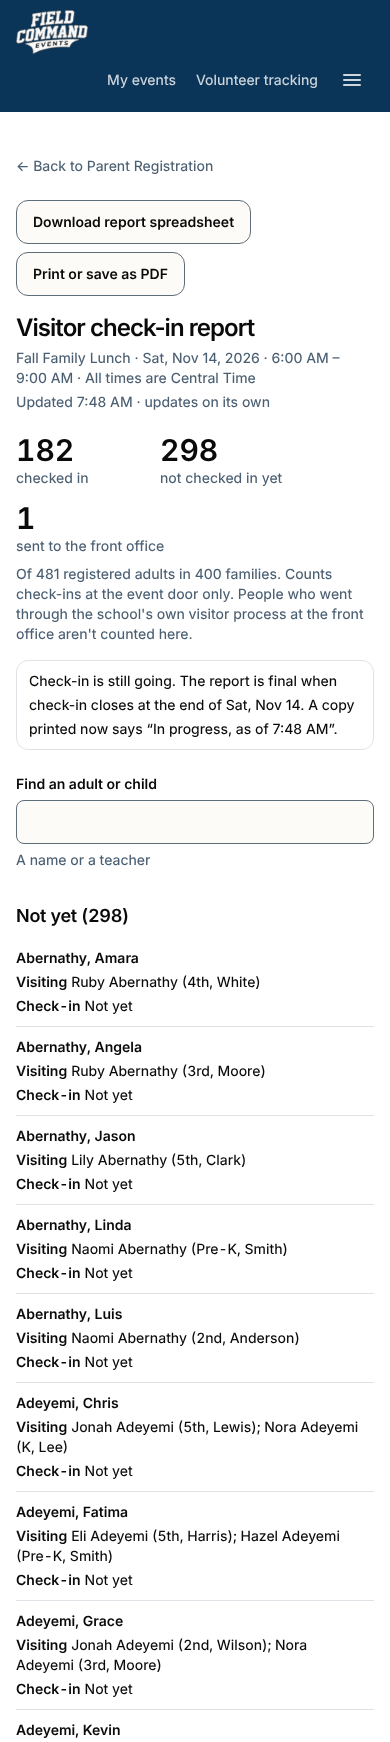 FIELD
COMMAND
EVENTS
My events Volunteer tracking
← Back to Parent Registration
Download report spreadsheet
Print or save as PDF
Visitor check-in report
Fall Family Lunch · Sat, Nov 14, 2026 · 6:00 AM –
9:00 AM · All times are Central Time
Updated 7:48 AM · updates on its own
182 298
checked in not checked in yet
1
sent to the front office
Of 481 registered adults in 400 families. Counts
check-ins at the event door only. People who went
through the school's own visitor process at the front
office aren't counted here.
Check-in is still going. The report is final when
check-in closes at the end of Sat, Nov 14. A copy
printed now says “In progress, as of 7:48 AM”.
Find an adult or child
A name or a teacher
Not yet (298)
Abernathy, Amara
Visiting Ruby Abernathy (4th, White)
Check-in Not yet
Abernathy, Angela
Visiting Ruby Abernathy (3rd, Moore)
Check-in Not yet
Abernathy, Jason
Visiting Lily Abernathy (5th, Clark)
Check-in Not yet
Abernathy, Linda
Visiting Naomi Abernathy (Pre-K, Smith)
Check-in Not yet
Abernathy, Luis
Visiting Naomi Abernathy (2nd, Anderson)
Check-in Not yet
Adeyemi, Chris
Visiting Jonah Adeyemi (5th, Lewis); Nora Adeyemi
(K, Lee)
Check-in Not yet
Adeyemi, Fatima
Visiting Eli Adeyemi (5th, Harris); Hazel Adeyemi
(Pre-K, Smith)
Check-in Not yet
Adeyemi, Grace
Visiting Jonah Adeyemi (2nd, Wilson); Nora
Adeyemi (3rd, Moore)
Check-in Not yet
Adeyemi, Kevin